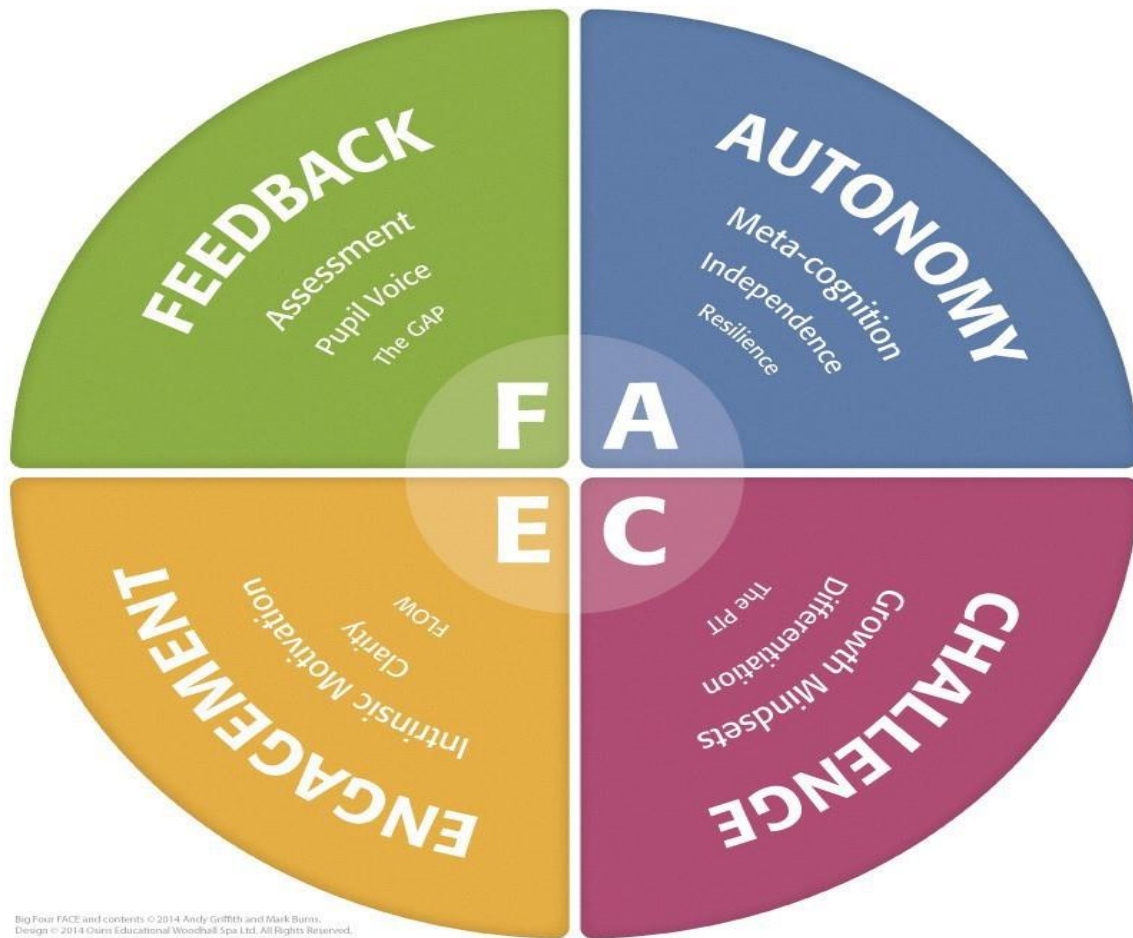 FEEDBACK
Assessment
Pupil Voice
The GAP
F
AUTONOMY
Meta-cognition
Independence
Resilience
A
ENGAGEMENT
Intrinsic Motivation
Clarity
FLOW
E
CHALLENGE
Growth Mindsets
Differentiation
The PIT
C
Big Four FACE and contents © 2014 Andy Griffith and Mark Burns.
Design © 2014 Osiris Educational Woodhall Spa Ltd. All Rights Reserved.